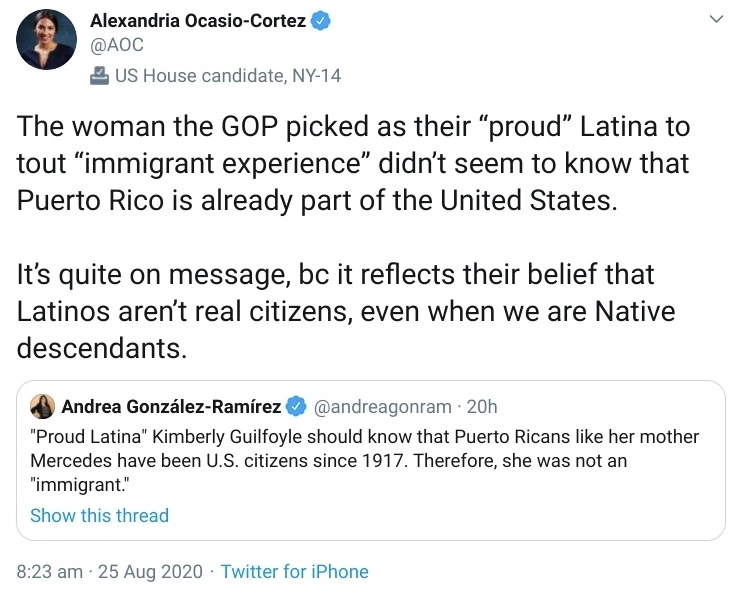 Alexandria Ocasio-Cortez
@AOC
US House candidate, NY-14
The woman the GOP picked as their “proud” Latina to
tout “immigrant experience” didn’t seem to know that
Puerto Rico is already part of the United States.
It’s quite on message, bc it reflects their belief that
Latinos aren’t real citizens, even when we are Native
descendants.
Andrea González-Ramírez @andreagonram · 20h
"Proud Latina" Kimberly Guilfoyle should know that Puerto Ricans like her mother
Mercedes have been U.S. citizens since 1917. Therefore, she was not an
"immigrant."
Show this thread
8:23 am · 25 Aug 2020 · Twitter for iPhone